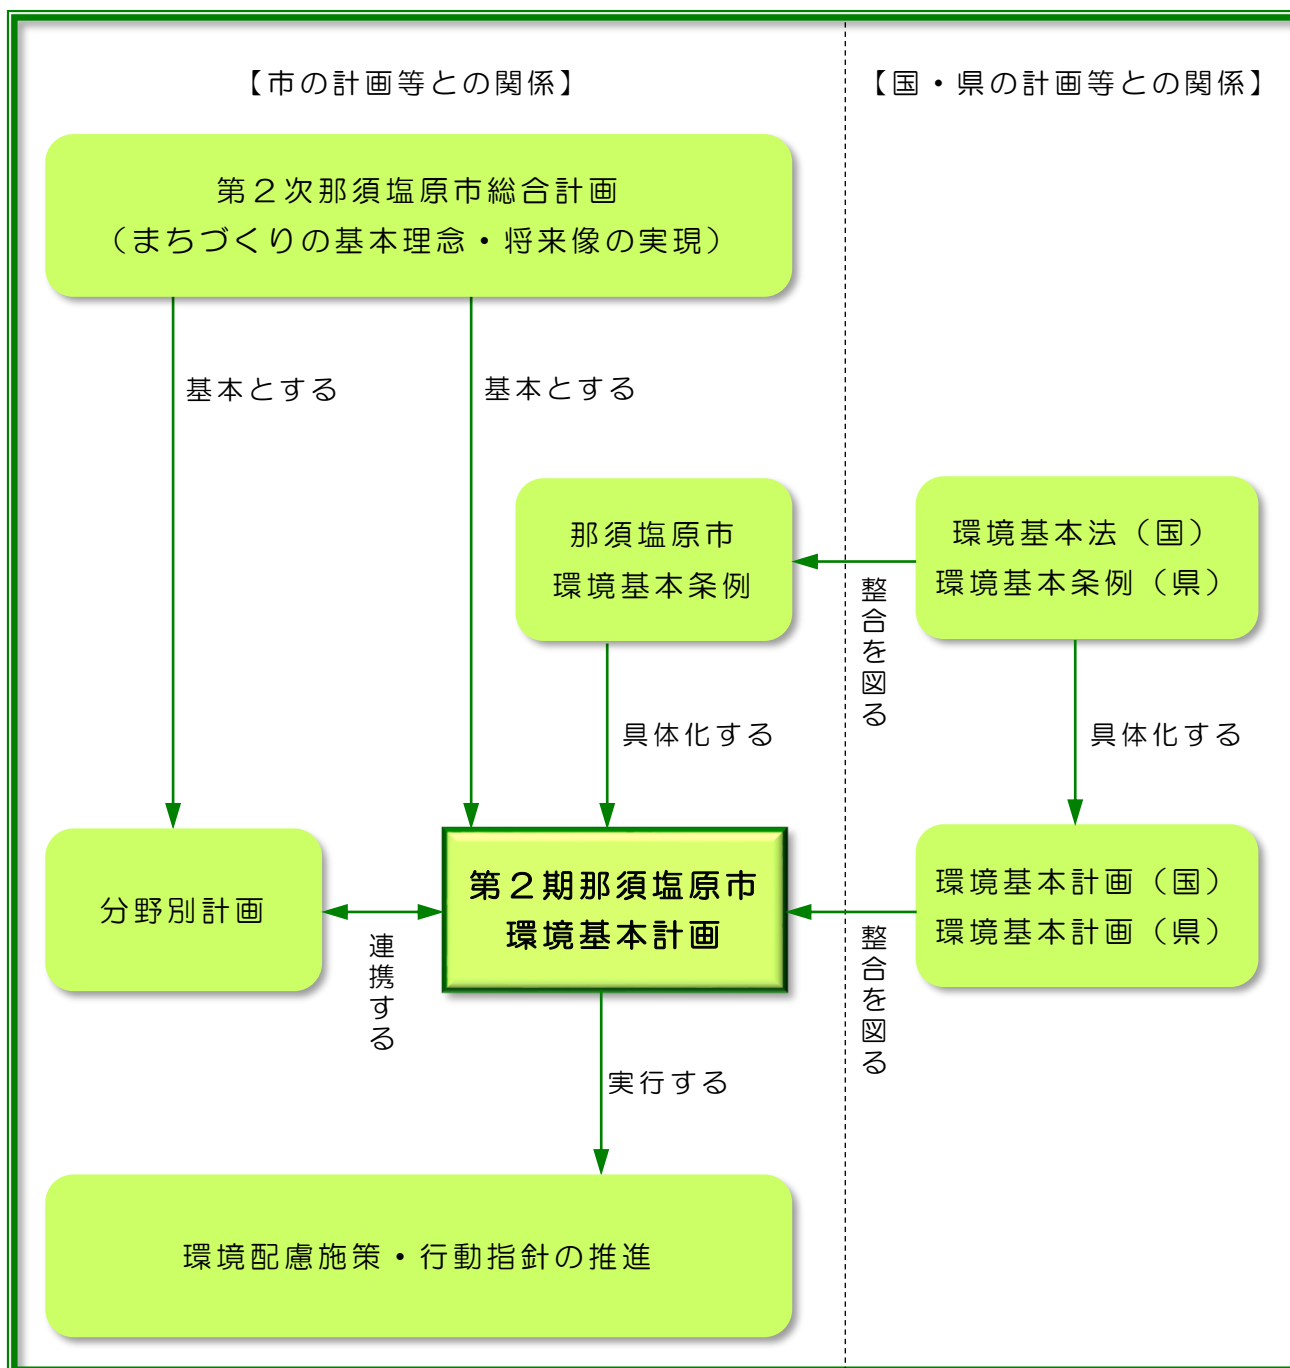 【市の計画等との関係】
【国・県の計画等との関係】
第２次那須塩原市総合計画
（まちづくりの基本理念・将来像の実現）
基本とする
基本とする
那須塩原市
環境基本条例
環境基本法（国）
環境基本条例（県）
整合を図る
具体化する
具体化する
分野別計画
第２期那須塩原市
環境基本計画
環境基本計画（国）
環境基本計画（県）
連携する
整合を図る
実行する
環境配慮施策・行動指針の推進